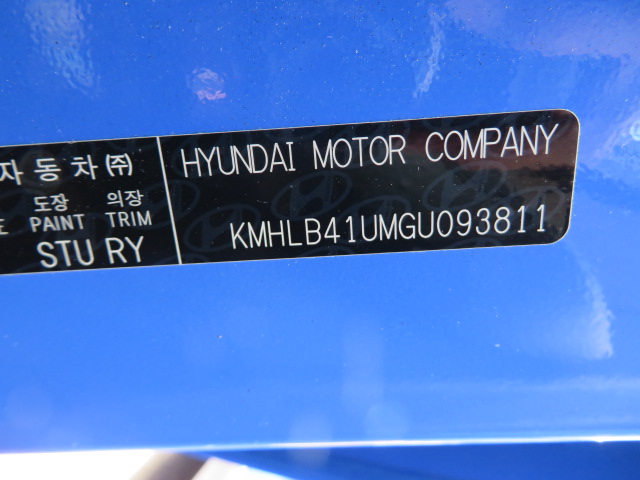 자동차㈜
HYUNDAI MOTOR COMPANY
도장 의장
PAINT TRIM
STU RY
KMHLB41UMGU093811